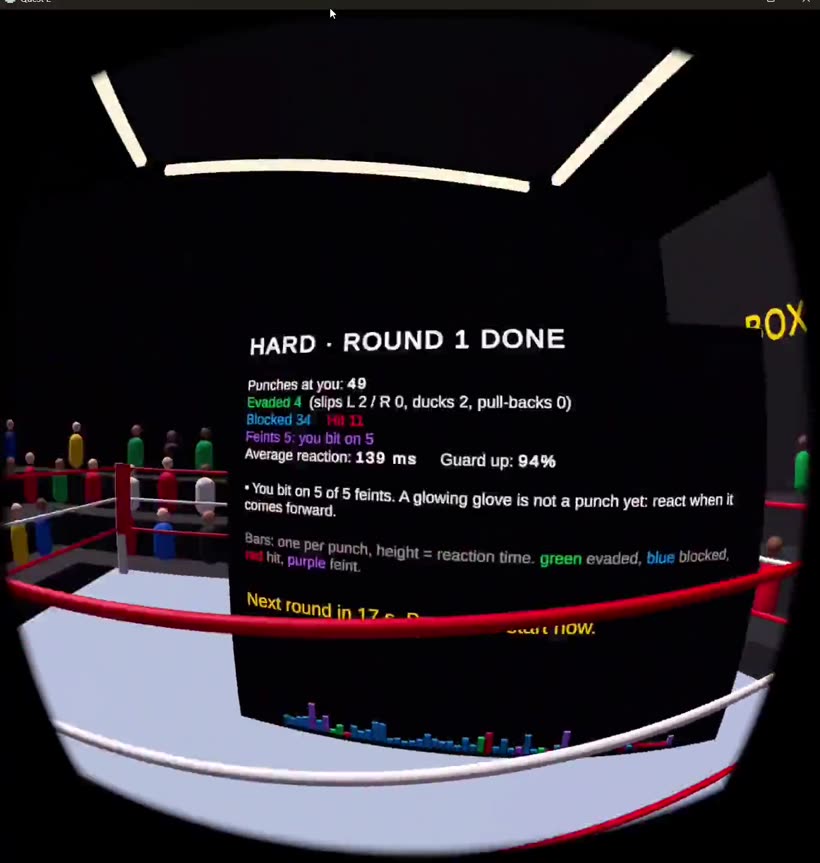 Quest 2
BOX
HARD · ROUND 1 DONE
Punches at you: 49
Evaded 4 (slips L 2 / R 0, ducks 2, pull-backs 0)
Blocked 34 Hit 11
Feints 5: you bit on 5
Average reaction: 139 ms Guard up: 94%
• You bit on 5 of 5 feints. A glowing glove is not a punch yet: react when it
comes forward.
Bars: one per punch, height = reaction time. green evaded, blue blocked,
red hit, purple feint.
Next round in 17 s. start now.